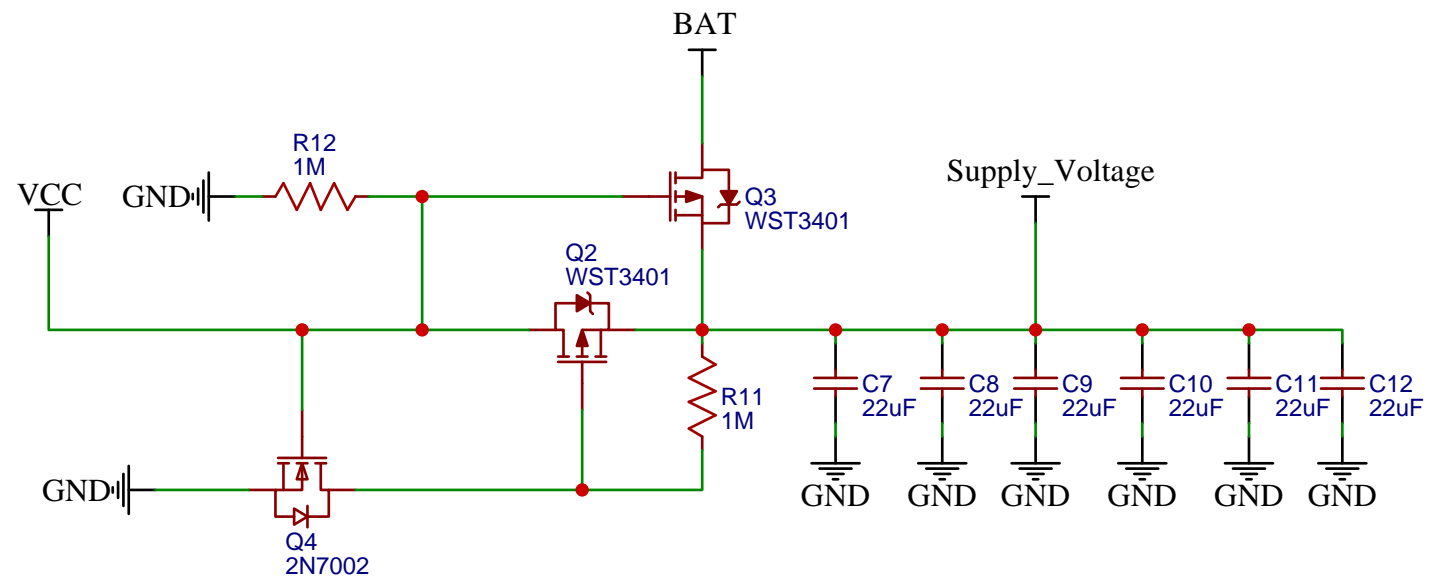 BAT
R12
1M
VCC
GND
Supply_Voltage
Q3
WST3401
Q2
WST3401
R11
1M
C7
22uF
C8
22uF
C9
22uF
C10
22uF
C11
22uF
C12
22uF
GND
GND
GND
GND
GND
GND
GND
Q4
2N7002